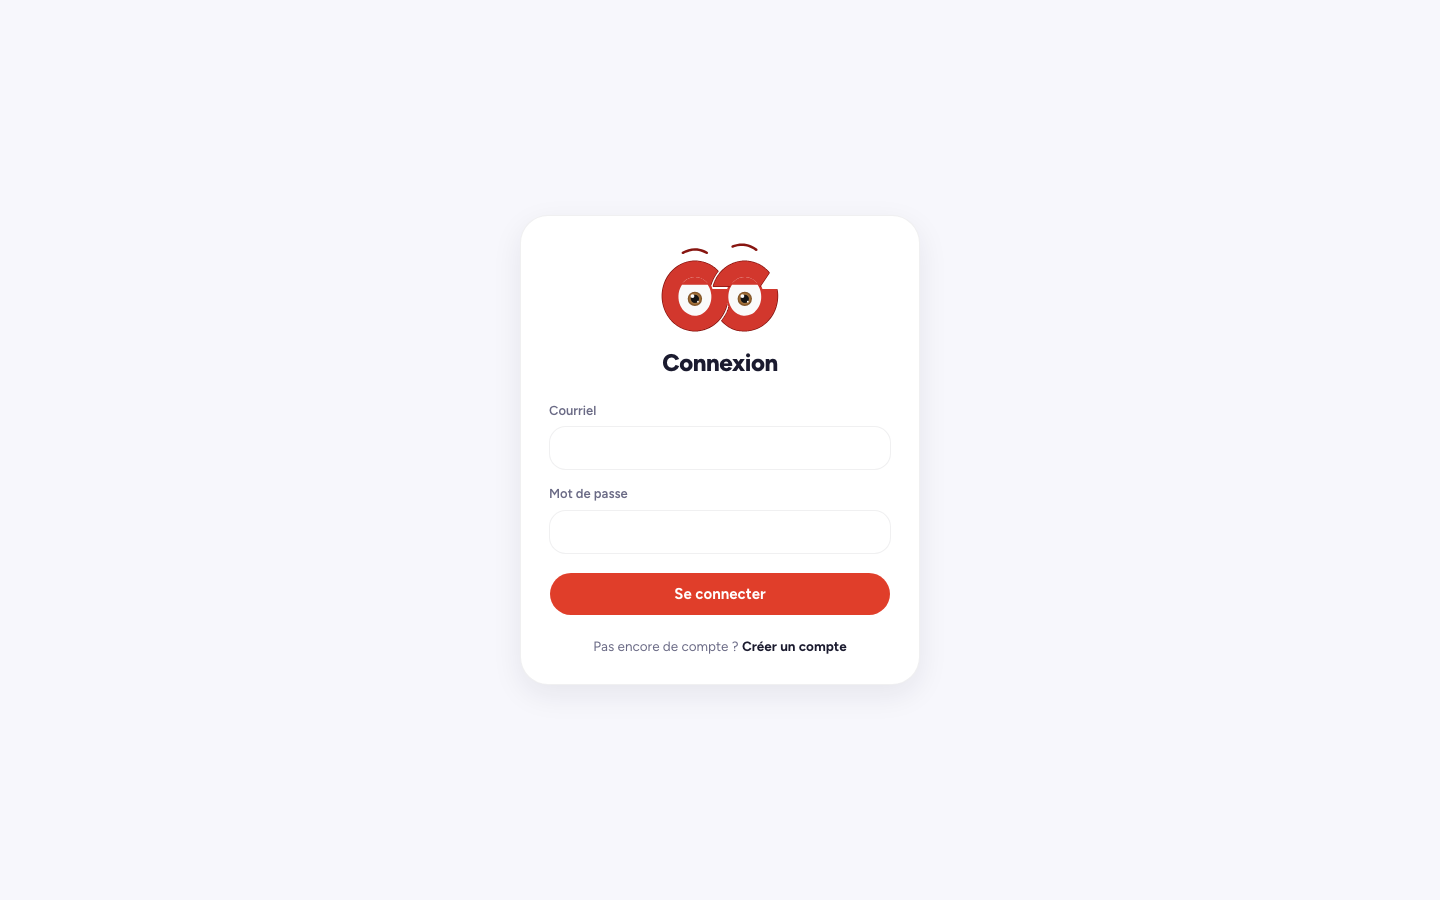 Connexion
Courriel
Mot de passe
Se connecter
Pas encore de compte ? Créer un compte